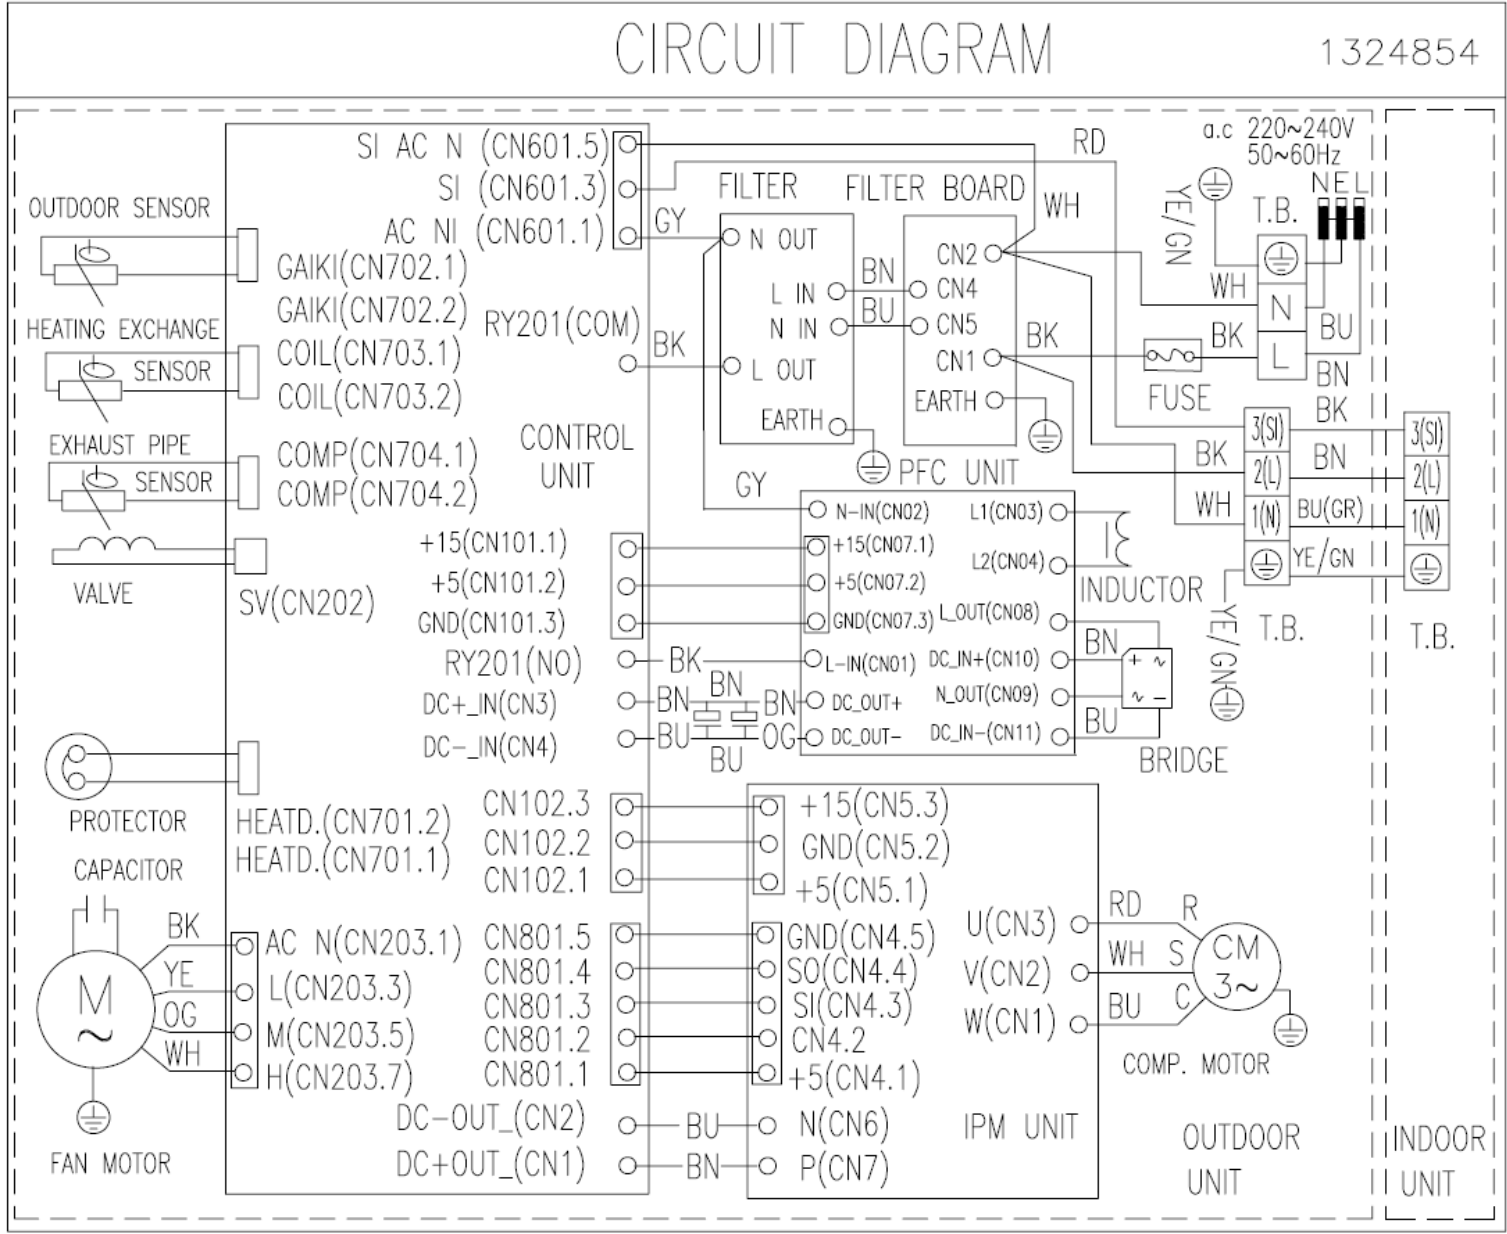 CIRCUIT DIAGRAM
1324854
a.c 220~240V
50~60Hz
N E L
T.B.
YE/GN
WH
N
L
BU
BN
BK
FUSE
RD
WH
BK
SI AC N (CN601.5)
SI (CN601.3)
AC NI (CN601.1)
GY
RY201(COM)
BK
CONTROL
UNIT
OUTDOOR SENSOR
GAIKI(CN702.1)
GAIKI(CN702.2)
HEATING EXCHANGE
SENSOR
COIL(CN703.1)
COIL(CN703.2)
EXHAUST PIPE
SENSOR
COMP(CN704.1)
COMP(CN704.2)
VALVE
SV(CN202)
PROTECTOR
HEATD.(CN701.2)
HEATD.(CN701.1)
CAPACITOR
M
~
BK
YE
OG
WH
AC N(CN203.1)
L(CN203.3)
M(CN203.5)
H(CN203.7)
FAN MOTOR
FILTER
N OUT
L IN
N IN
L OUT
EARTH
BN
BU
FILTER BOARD
CN2
CN4
CN5
CN1
EARTH
GY
PFC UNIT
N-IN(CN02)
+15(CN07.1)
+5(CN07.2)
GND(CN07.3)
L-IN(CN01)
DC_OUT+
DC_OUT-
L1(CN03)
L2(CN04)
L_OUT(CN08)
DC_IN+(CN10)
N_OUT(CN09)
DC_IN-(CN11)
INDUCTOR
BN
BU
+ ~
~ -
BRIDGE
+15(CN101.1)
+5(CN101.2)
GND(CN101.3)
RY201(NO)
DC+_IN(CN3)
DC-_IN(CN4)
BK
BN
BN
BN
BU
BU
OG
CN102.3
CN102.2
CN102.1
CN801.5
CN801.4
CN801.3
CN801.2
CN801.1
DC-OUT_(CN2)
DC+OUT_(CN1)
BU
BN
+15(CN5.3)
GND(CN5.2)
+5(CN5.1)
GND(CN4.5)
SO(CN4.4)
SI(CN4.3)
CN4.2
+5(CN4.1)
N(CN6)
P(CN7)
IPM UNIT
U(CN3)
V(CN2)
W(CN1)
RD
WH
BU
R
S
C
CM
3~
COMP. MOTOR
3(SI)
2(L)
1(N)
BK
WH
T.B.
YE/GN
BK
BN
BU(GR)
YE/GN
3(SI)
2(L)
1(N)
T.B.
OUTDOOR
UNIT
INDOOR
UNIT